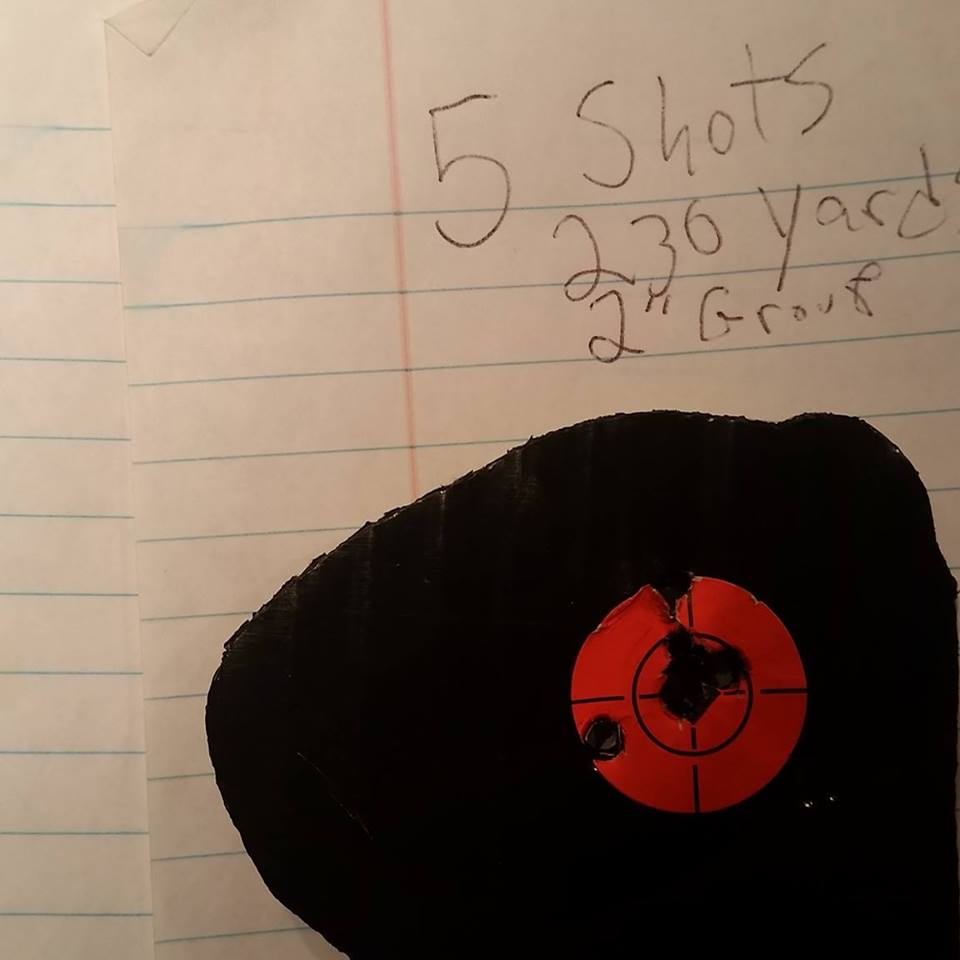 5 Shots
230 yards
2" Group